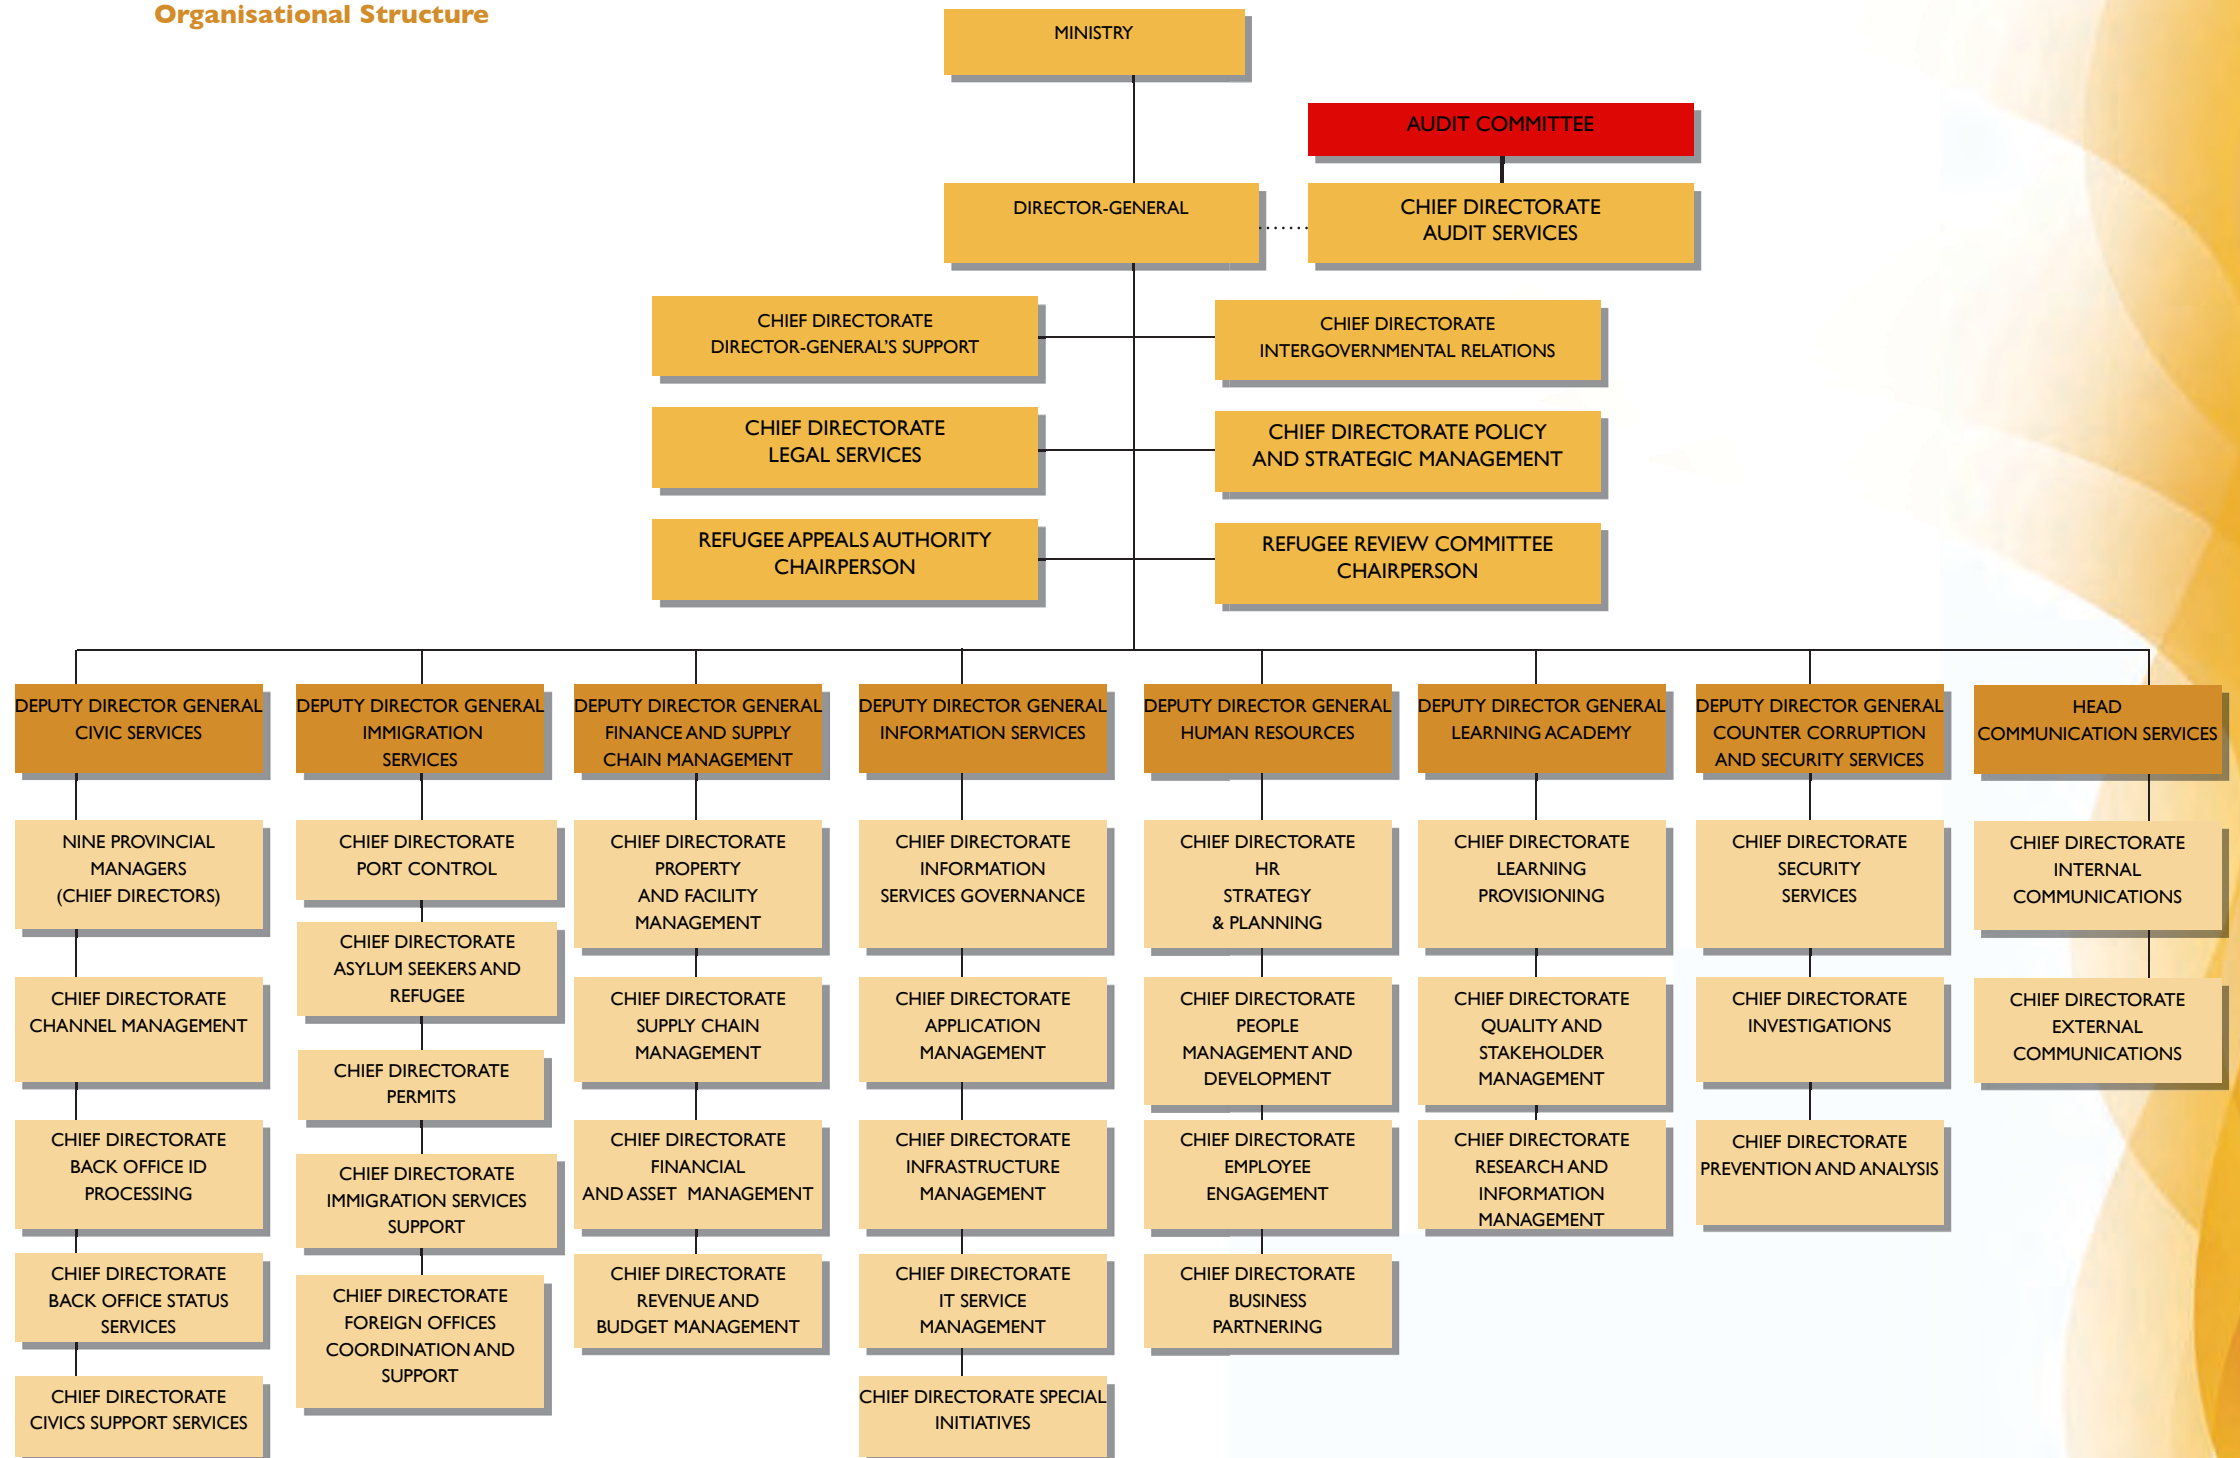 Organisational Structure
MINISTRY
AUDIT COMMITTEE
DIRECTOR-GENERAL
CHIEF DIRECTORATE
AUDIT SERVICES
CHIEF DIRECTORATE
DIRECTOR-GENERAL'S SUPPORT
CHIEF DIRECTORATE
INTERGOVERNMENTAL RELATIONS
CHIEF DIRECTORATE
LEGAL SERVICES
CHIEF DIRECTORATE POLICY
AND STRATEGIC MANAGEMENT
REFUGEE APPEALS AUTHORITY
CHAIRPERSON
REFUGEE REVIEW COMMITTEE
CHAIRPERSON
DEPUTY DIRECTOR GENERAL
CIVIC SERVICES
NINE PROVINCIAL
MANAGERS
(CHIEF DIRECTORS)
CHIEF DIRECTORATE
CHANNEL MANAGEMENT
CHIEF DIRECTORATE
BACK OFFICE ID
PROCESSING
CHIEF DIRECTORATE
BACK OFFICE STATUS
SERVICES
CHIEF DIRECTORATE
CIVICS SUPPORT SERVICES
DEPUTY DIRECTOR GENERAL
IMMIGRATION
SERVICES
CHIEF DIRECTORATE
PORT CONTROL
CHIEF DIRECTORATE
ASYLUM SEEKERS AND
REFUGEE
CHIEF DIRECTORATE
PERMITS
CHIEF DIRECTORATE
IMMIGRATION SERVICES
SUPPORT
CHIEF DIRECTORATE
FOREIGN OFFICES
COORDINATION AND
SUPPORT
DEPUTY DIRECTOR GENERAL
FINANCE AND SUPPLY
CHAIN MANAGEMENT
CHIEF DIRECTORATE
PROPERTY
AND FACILITY
MANAGEMENT
CHIEF DIRECTORATE
SUPPLY CHAIN
MANAGEMENT
CHIEF DIRECTORATE
FINANCIAL
AND ASSET MANAGEMENT
CHIEF DIRECTORATE
REVENUE AND
BUDGET MANAGEMENT
DEPUTY DIRECTOR GENERAL
INFORMATION SERVICES
CHIEF DIRECTORATE
INFORMATION
SERVICES GOVERNANCE
CHIEF DIRECTORATE
APPLICATION
MANAGEMENT
CHIEF DIRECTORATE
INFRASTRUCTURE
MANAGEMENT
CHIEF DIRECTORATE
IT SERVICE
MANAGEMENT
CHIEF DIRECTORATE SPECIAL
INITIATIVES
DEPUTY DIRECTOR GENERAL
HUMAN RESOURCES
CHIEF DIRECTORATE
HR
STRATEGY
& PLANNING
CHIEF DIRECTORATE
PEOPLE
MANAGEMENT AND
DEVELOPMENT
CHIEF DIRECTORATE
EMPLOYEE
ENGAGEMENT
CHIEF DIRECTORATE
BUSINESS
PARTNERING
DEPUTY DIRECTOR GENERAL
LEARNING ACADEMY
CHIEF DIRECTORATE
LEARNING
PROVISIONING
CHIEF DIRECTORATE
QUALITY AND
STAKEHOLDER
MANAGEMENT
CHIEF DIRECTORATE
RESEARCH AND
INFORMATION
MANAGEMENT
DEPUTY DIRECTOR GENERAL
COUNTER CORRUPTION
AND SECURITY SERVICES
CHIEF DIRECTORATE
SECURITY
SERVICES
CHIEF DIRECTORATE
INVESTIGATIONS
CHIEF DIRECTORATE
PREVENTION AND ANALYSIS
HEAD
COMMUNICATION SERVICES
CHIEF DIRECTORATE
INTERNAL
COMMUNICATIONS
CHIEF DIRECTORATE
EXTERNAL
COMMUNICATIONS